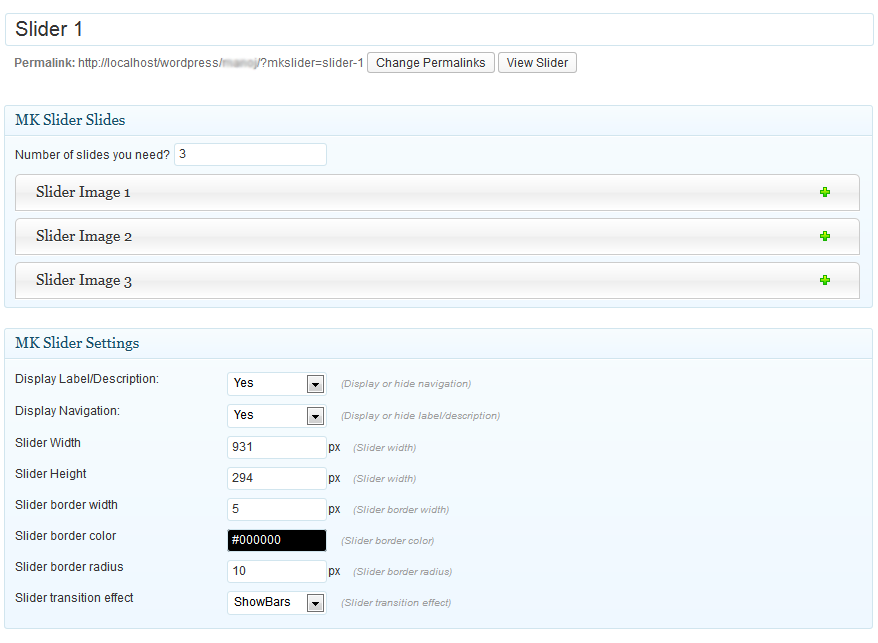 Slider 1
Permalink: http://localhost/wordpress/ /?mkslider=slider-1 Change Permalinks View Slider
MK Slider Slides
Number of slides you need? 3
Slider Image 1
Slider Image 2
Slider Image 3
MK Slider Settings
Display Label/Description: Yes (Display or hide navigation)
Display Navigation: Yes (Display or hide label/description)
Slider Width 931 px (Slider width)
Slider Height 294 px (Slider width)
Slider border width 5 px (Slider border width)
Slider border color #000000 (Slider border color)
Slider border radius 10 px (Slider border radius)
Slider transition effect ShowBars (Slider transition effect)